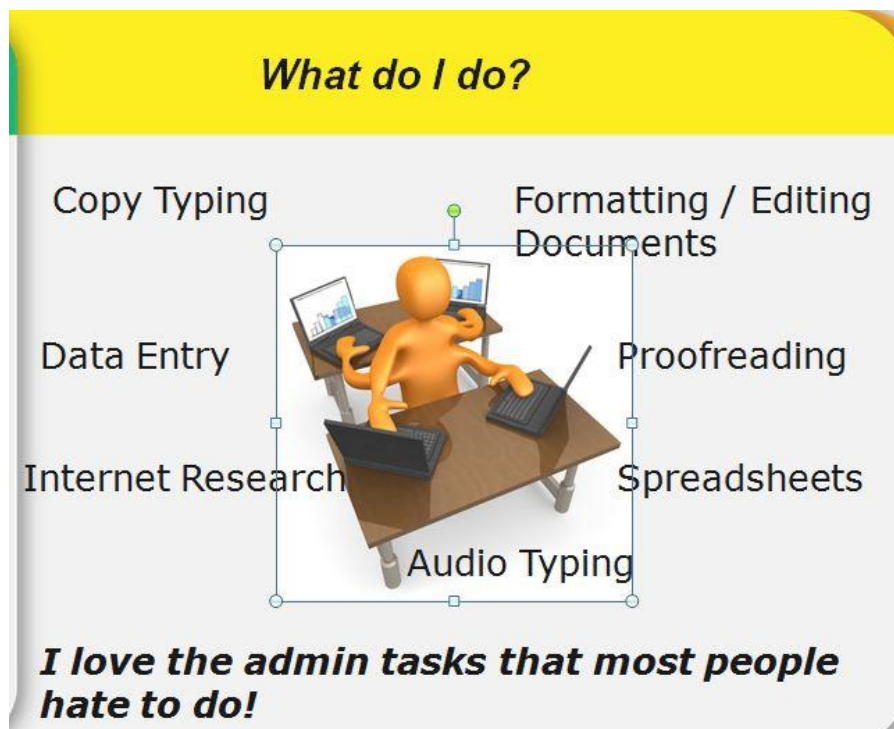 What do I do?
Copy Typing
Formatting / Editing
Documents
Data Entry
Proofreading
Internet Research
Spreadsheets
Audio Typing
I love the admin tasks that most people
hate to do!